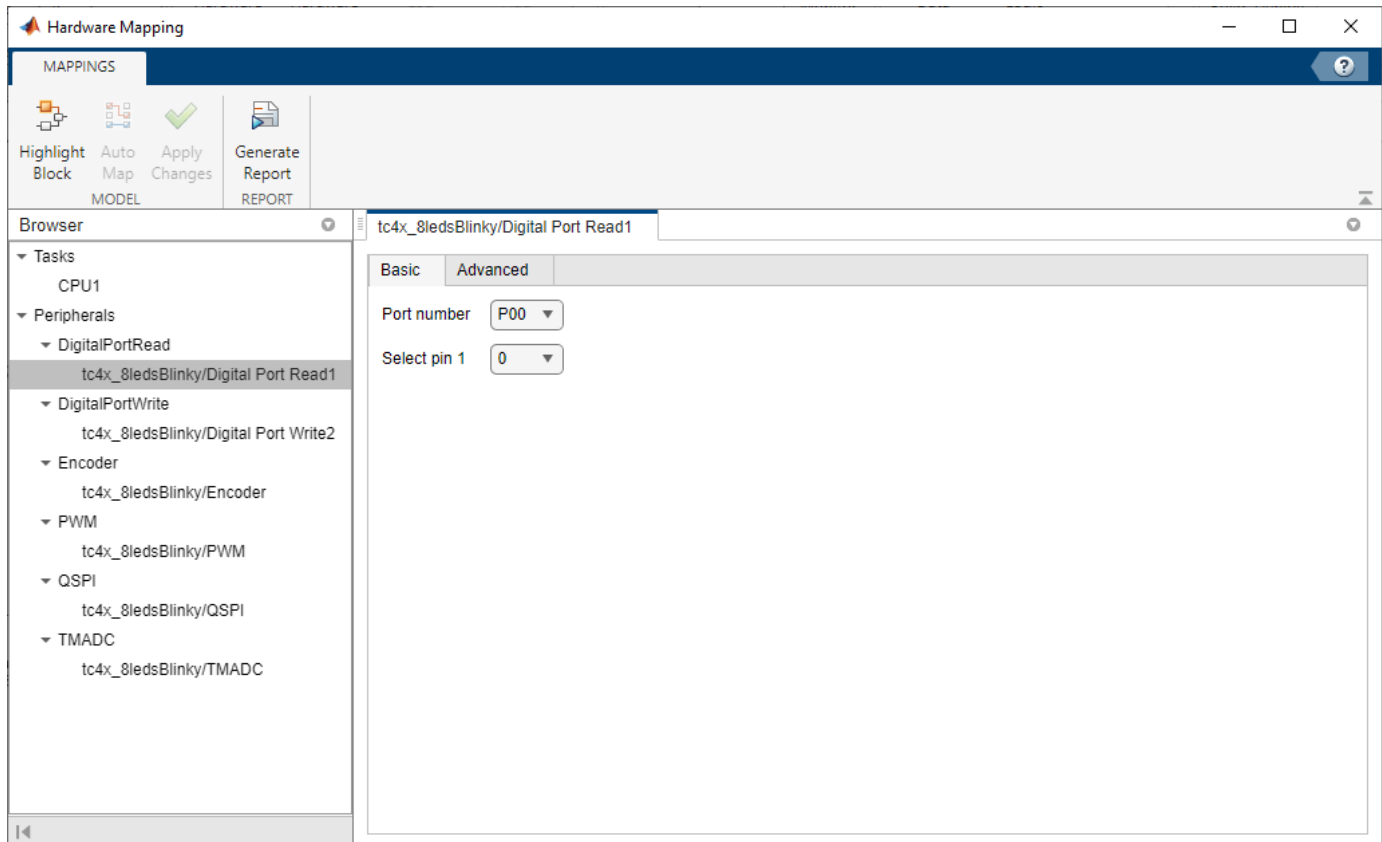 Hardware Mapping
MAPPINGS
?
Highlight Block
Auto Map
Apply Changes
Generate Report
MODEL
REPORT
Browser
Tasks
CPU1
Peripherals
DigitalPortRead
tc4x_8ledsBlinky/Digital Port Read1
DigitalPortWrite
tc4x_8ledsBlinky/Digital Port Write2
Encoder
tc4x_8ledsBlinky/Encoder
PWM
tc4x_8ledsBlinky/PWM
QSPI
tc4x_8ledsBlinky/QSPI
TMADC
tc4x_8ledsBlinky/TMADC
tc4x_8ledsBlinky/Digital Port Read1
Basic Advanced
Port number P00
Select pin 1 0